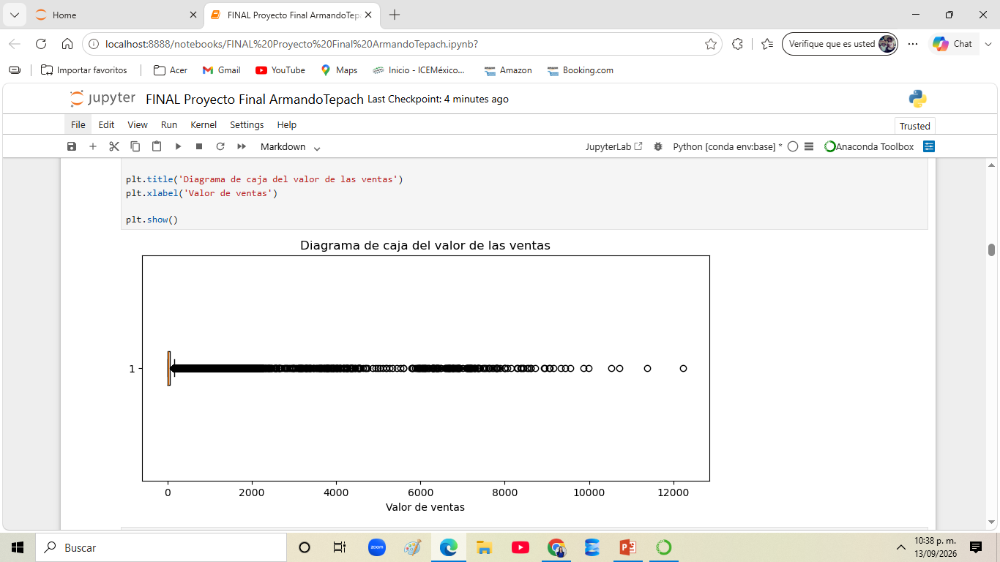 Home
FINAL Proyecto Final ArmandoTepa
localhost:8888/notebooks/FINAL%20Proyecto%20Final%20ArmandoTepach.ipynb?
Verifique que es usted
Chat
Importar favoritos
Acer
Gmail
YouTube
Maps
Inicio - ICEMéxico...
Amazon
Booking.com
jupyter
FINAL Proyecto Final ArmandoTepach Last Checkpoint: 4 minutes ago
File Edit View Run Kernel Settings Help
Trusted
Markdown
JupyterLab
Python [conda env:base] *
Anaconda Toolbox
plt.title('Diagrama de caja del valor de las ventas')
plt.xlabel('Valor de ventas')
plt.show()
Diagrama de caja del valor de las ventas
1
0 2000 4000 6000 8000 10000 12000
Valor de ventas
Buscar
zoom
10:38 p. m.
13/09/2026